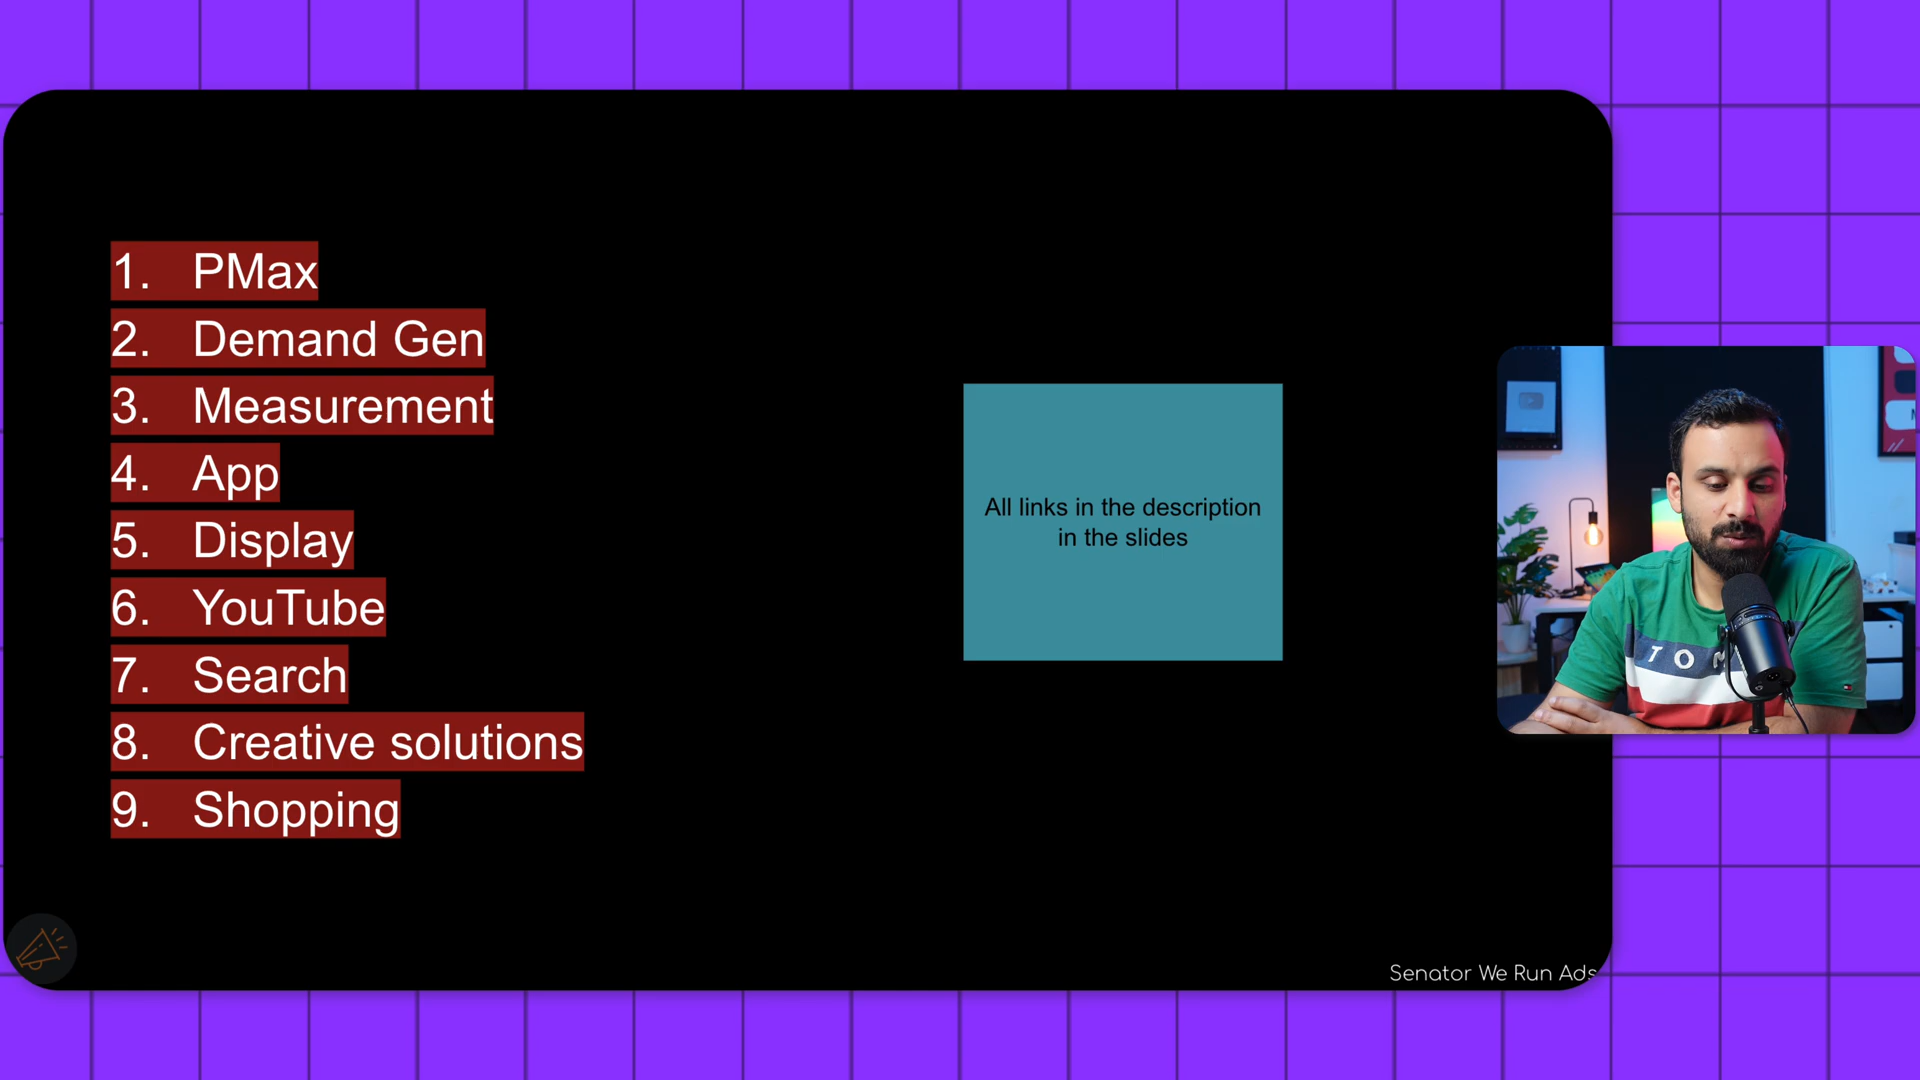 1. PMax
2. Demand Gen
3. Measurement
4. App
5. Display
6. YouTube
7. Search
8. Creative solutions
9. Shopping
All links in the description
in the slides
TO
Senator We Run Ads